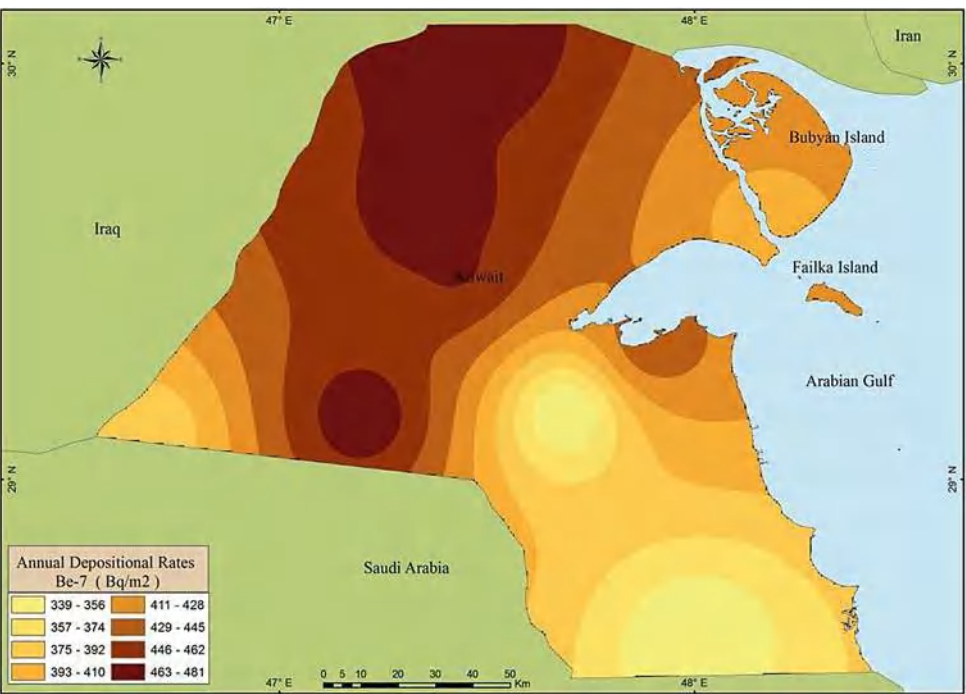 47° E
48° E
30° N
30° N
Iran
Bubyan Island
Iraq
Kuwait
Failka Island
Arabian Gulf
29° N
29° N
Saudi Arabia
Annual Depositional Rates
Be-7 ( Bq/m2 )
339 - 356
411 - 428
357 - 374
429 - 445
375 - 392
446 - 462
393 - 410
463 - 481
0 5 10 20 30 40 50
Km
47° E
48° E